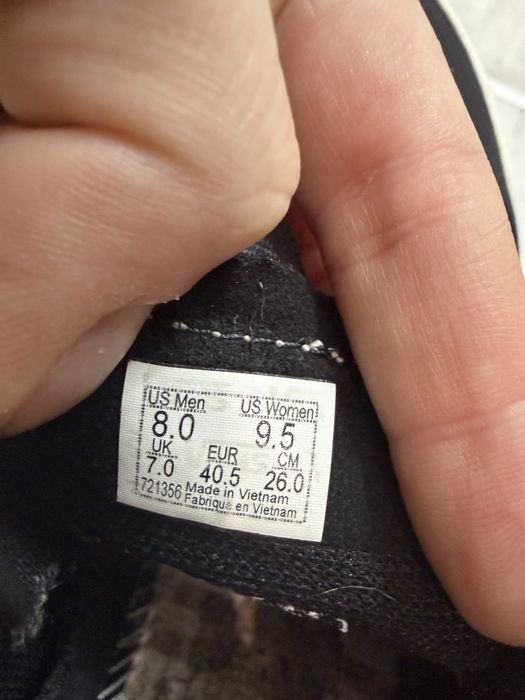 US Men US Women
8.0 9.5
UK EUR CM
7.0 40.5 26.0
721356 Made in Vietnam
Fabriqué en Vietnam